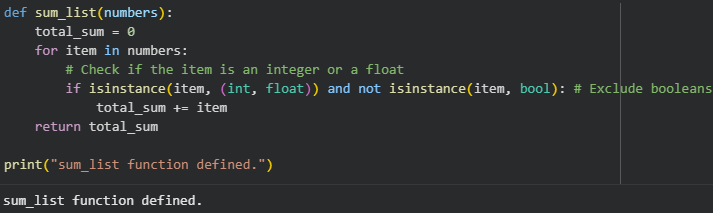 def sum_list(numbers):
    total_sum = 0
    for item in numbers:
        # Check if the item is an integer or a float
        if isinstance(item, (int, float)) and not isinstance(item, bool): # Exclude booleans
            total_sum += item
    return total_sum

print("sum_list function defined.")
sum_list function defined.